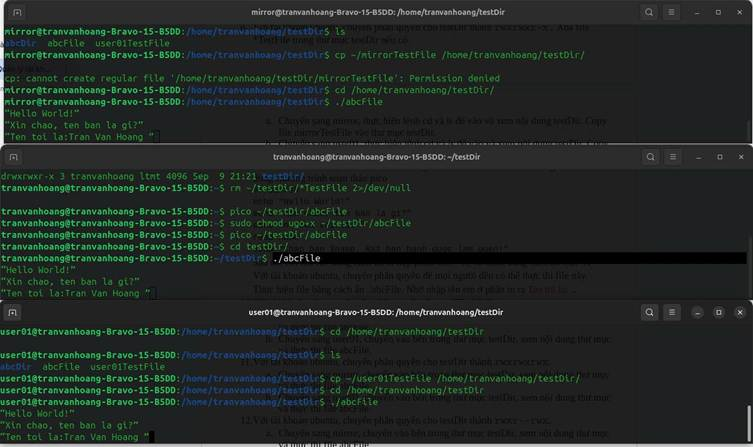 mirror@tranvanhoang-Bravo-15-B5DD: /home/tranvanhoang/testDir
mirror@tranvanhoang-Bravo-15-B5DD:/home/tranvanhoang/testDir$ ls
abcDir abcFile user01TestFile
mirror@tranvanhoang-Bravo-15-B5DD:/home/tranvanhoang/testDir$ cp ~/mirrorTestFile /home/tranvanhoang/testDir/
cp: cannot create regular file '/home/tranvanhoang/testDir/mirrorTestFile': Permission denied
mirror@tranvanhoang-Bravo-15-B5DD:/home/tranvanhoang/testDir$ cd /home/tranvanhoang/testDir/
mirror@tranvanhoang-Bravo-15-B5DD:/home/tranvanhoang/testDir$ ./abcFile
“Hello World!”
“Xin chao, ten ban la gi?”
“Ten toi la:Tran Van Hoang ”
tranvanhoang@tranvanhoang-Bravo-15-B5DD: ~/testDir
drwxrwxr-x 3 tranvanhoang ltmt 4096 Sep 9 21:21 testDir/
tranvanhoang@tranvanhoang-Bravo-15-B5DD:~$ rm ~/testDir/*TestFile 2>/dev/null
tranvanhoang@tranvanhoang-Bravo-15-B5DD:~$ pico ~/testDir/abcFile
tranvanhoang@tranvanhoang-Bravo-15-B5DD:~$ sudo chmod ugo+x ~/testDir/abcFile
tranvanhoang@tranvanhoang-Bravo-15-B5DD:~$ pico ~/testDir/abcFile
tranvanhoang@tranvanhoang-Bravo-15-B5DD:~$ cd testDir/
tranvanhoang@tranvanhoang-Bravo-15-B5DD:~/testDir$ ./abcFile
“Hello World!”
“Xin chao, ten ban la gi?”
“Ten toi la:Tran Van Hoang ”
user01@tranvanhoang-Bravo-15-B5DD: /home/tranvanhoang/testDir
user01@tranvanhoang-Bravo-15-B5DD:/home/tranvanhoang/testDir$ cd /home/tranvanhoang/testDir
user01@tranvanhoang-Bravo-15-B5DD:/home/tranvanhoang/testDir$ ls
abcDir abcFile user01TestFile
user01@tranvanhoang-Bravo-15-B5DD:/home/tranvanhoang/testDir$ cp ~/user01TestFile /home/tranvanhoang/testDir/
user01@tranvanhoang-Bravo-15-B5DD:/home/tranvanhoang/testDir$ cd /home/tranvanhoang/testDir
user01@tranvanhoang-Bravo-15-B5DD:/home/tranvanhoang/testDir$ ./abcFile
“Hello World!”
“Xin chao, ten ban la gi?”
“Ten toi la:Tran Van Hoang ”